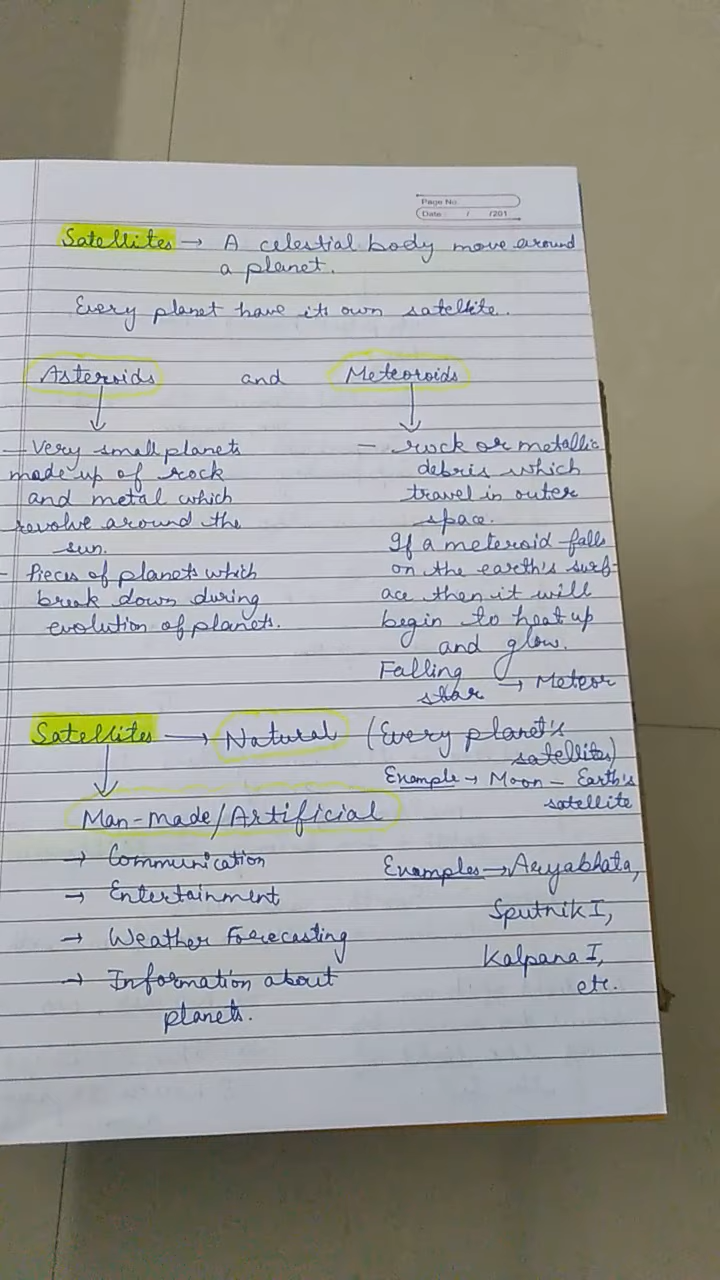 Page No.
Date / /201
Satellites → A celestial body move around
a planet.
Every planet have its own satellite.
Asteroids and Meteoroids
- Very small planets
made up of rock
and metal which
revolve around the
sun.
- Pieces of planets which
break down during
evolution of planets.
- rock or metallic
debris which
travel in outer
space.
If a meteroid falls
on the earth's surf-
ace then it will
begin to heat up
and glow.
Falling
star → Meteor
Satellites → Natural (Every planet's
satellites)
Example → Moon - Earth's
satellite
Man-made/Artificial
→ Communication
→ Entertainment
→ Weather Forecasting
→ Information about
planets.
Examples → Aryabhata,
Sputnik I,
Kalpana I,
etc.